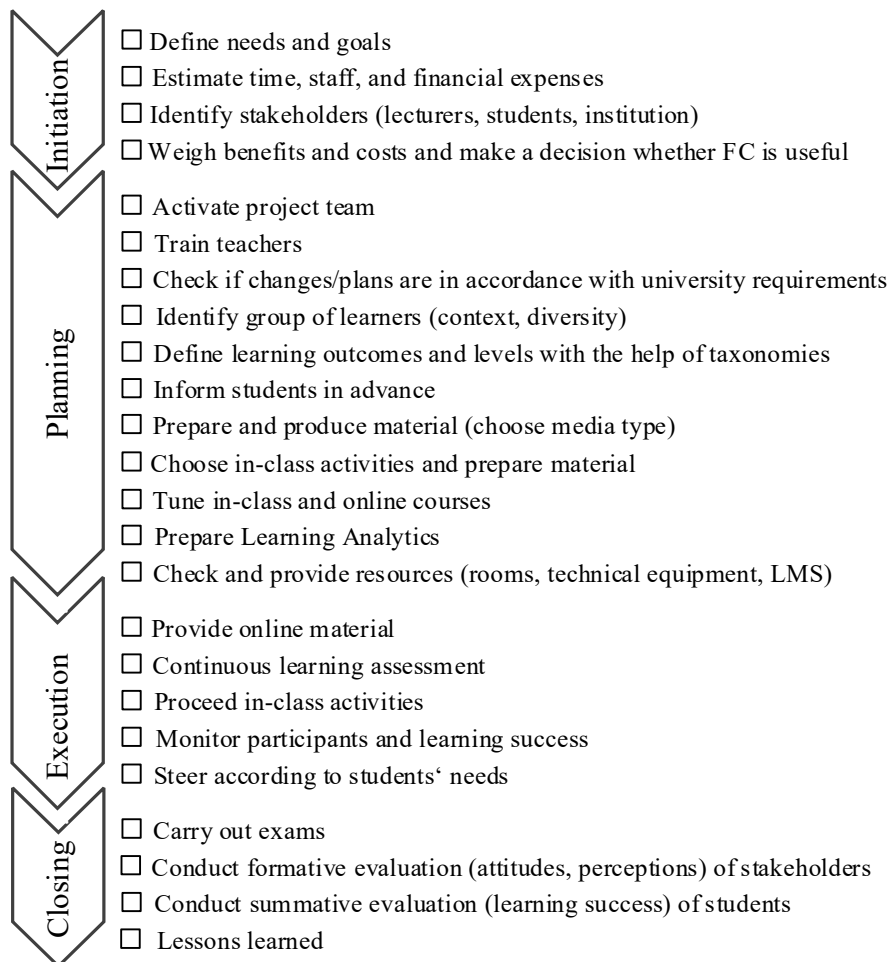 Initiation
☐ Define needs and goals
☐ Estimate time, staff, and financial expenses
☐ Identify stakeholders (lecturers, students, institution)
☐ Weigh benefits and costs and make a decision whether FC is useful
Planning
☐ Activate project team
☐ Train teachers
☐ Check if changes/plans are in accordance with university requirements
☐ Identify group of learners (context, diversity)
☐ Define learning outcomes and levels with the help of taxonomies
☐ Inform students in advance
☐ Prepare and produce material (choose media type)
☐ Choose in-class activities and prepare material
☐ Tune in-class and online courses
☐ Prepare Learning Analytics
☐ Check and provide resources (rooms, technical equipment, LMS)
Execution
☐ Provide online material
☐ Continuous learning assessment
☐ Proceed in-class activities
☐ Monitor participants and learning success
☐ Steer according to students‘ needs
Closing
☐ Carry out exams
☐ Conduct formative evaluation (attitudes, perceptions) of stakeholders
☐ Conduct summative evaluation (learning success) of students
☐ Lessons learned